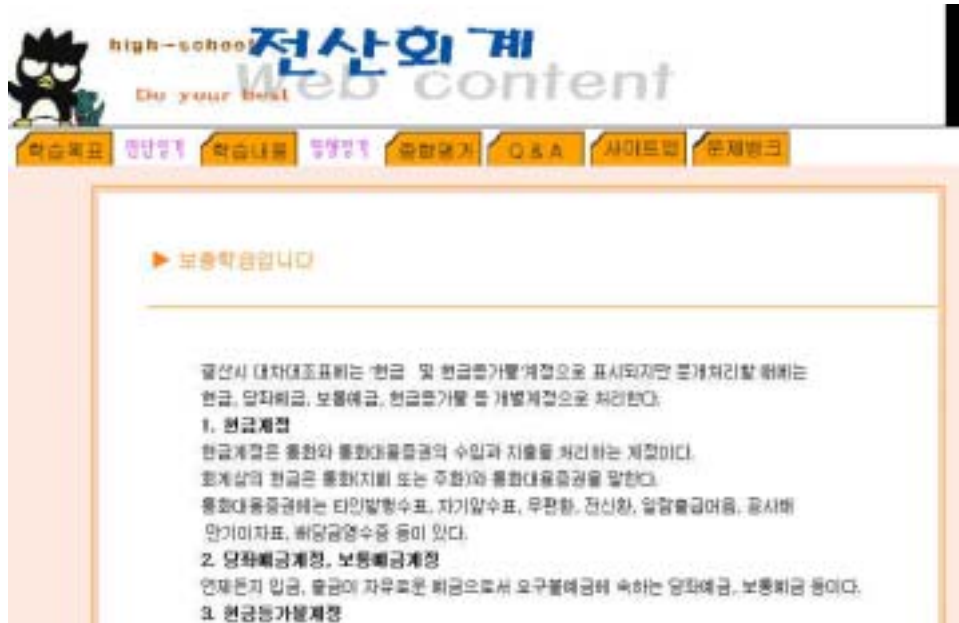 high-school 전산회계
Web content
Do your best
학습목표 진단평가 학습내용 형성평가 종합평가 Q & A 사이트맵 문제뱅크
▶ 보충학습입니다
결산시 대차대조표에는 '현금 및 현금등가물'계정으로 표시되지만 분개처리할 때에는
현금, 당좌예금, 보통예금, 현금등가물 등 개별계정으로 처리한다.
1. 현금계정
현금계정은 통화와 통화대용증권의 수입과 지출을 처리하는 계정이다.
회계상의 현금은 통화(지폐 또는 주화)와 통화대용증권을 말한다.
통화대용증권에는 타인발행수표, 자기앞수표, 우편환, 전신환, 일람출급어음, 공사채
만기이자표, 배당금영수증 등이 있다.
2. 당좌예금계정, 보통예금계정
언제든지 입금, 출금이 자유로운 예금으로서 요구불예금에 속하는 당좌예금, 보통예금 등이다.
3. 현금등가물계정